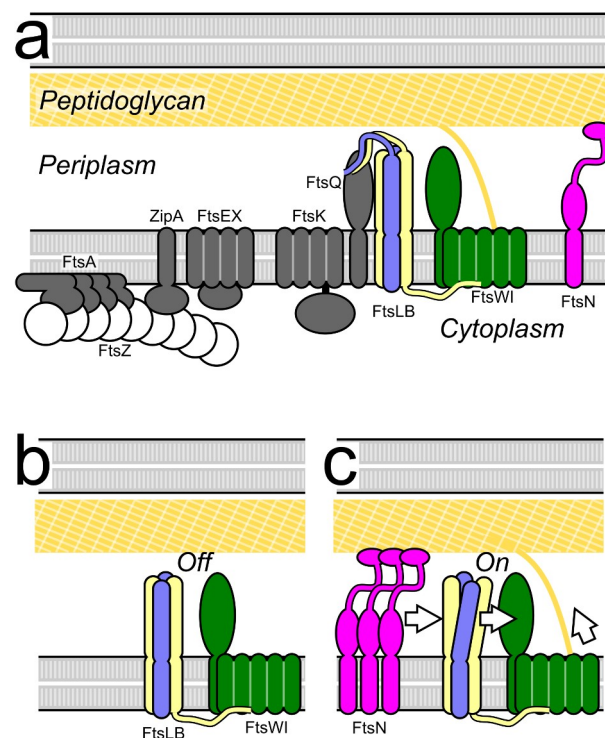 a
Peptidoglycan
Periplasm
FtsQ
ZipA
FtsEX
FtsK
FtsA
FtsZ
FtsLB
FtsWI
FtsN
Cytoplasm
b
Off
FtsLB
FtsWI
c
On
FtsN